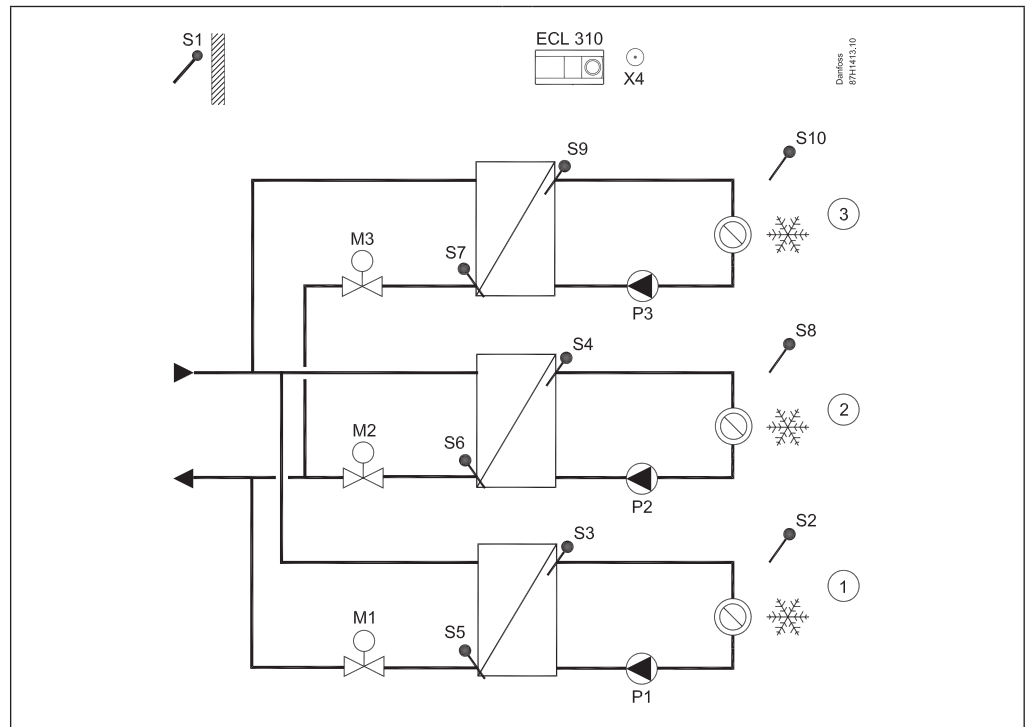 S1
ECL 310
X4
Danfoss
87H1413.10
S9
S10
3
M3
S7
P3
S4
S8
2
M2
S6
P2
S3
S2
1
M1
S5
P1